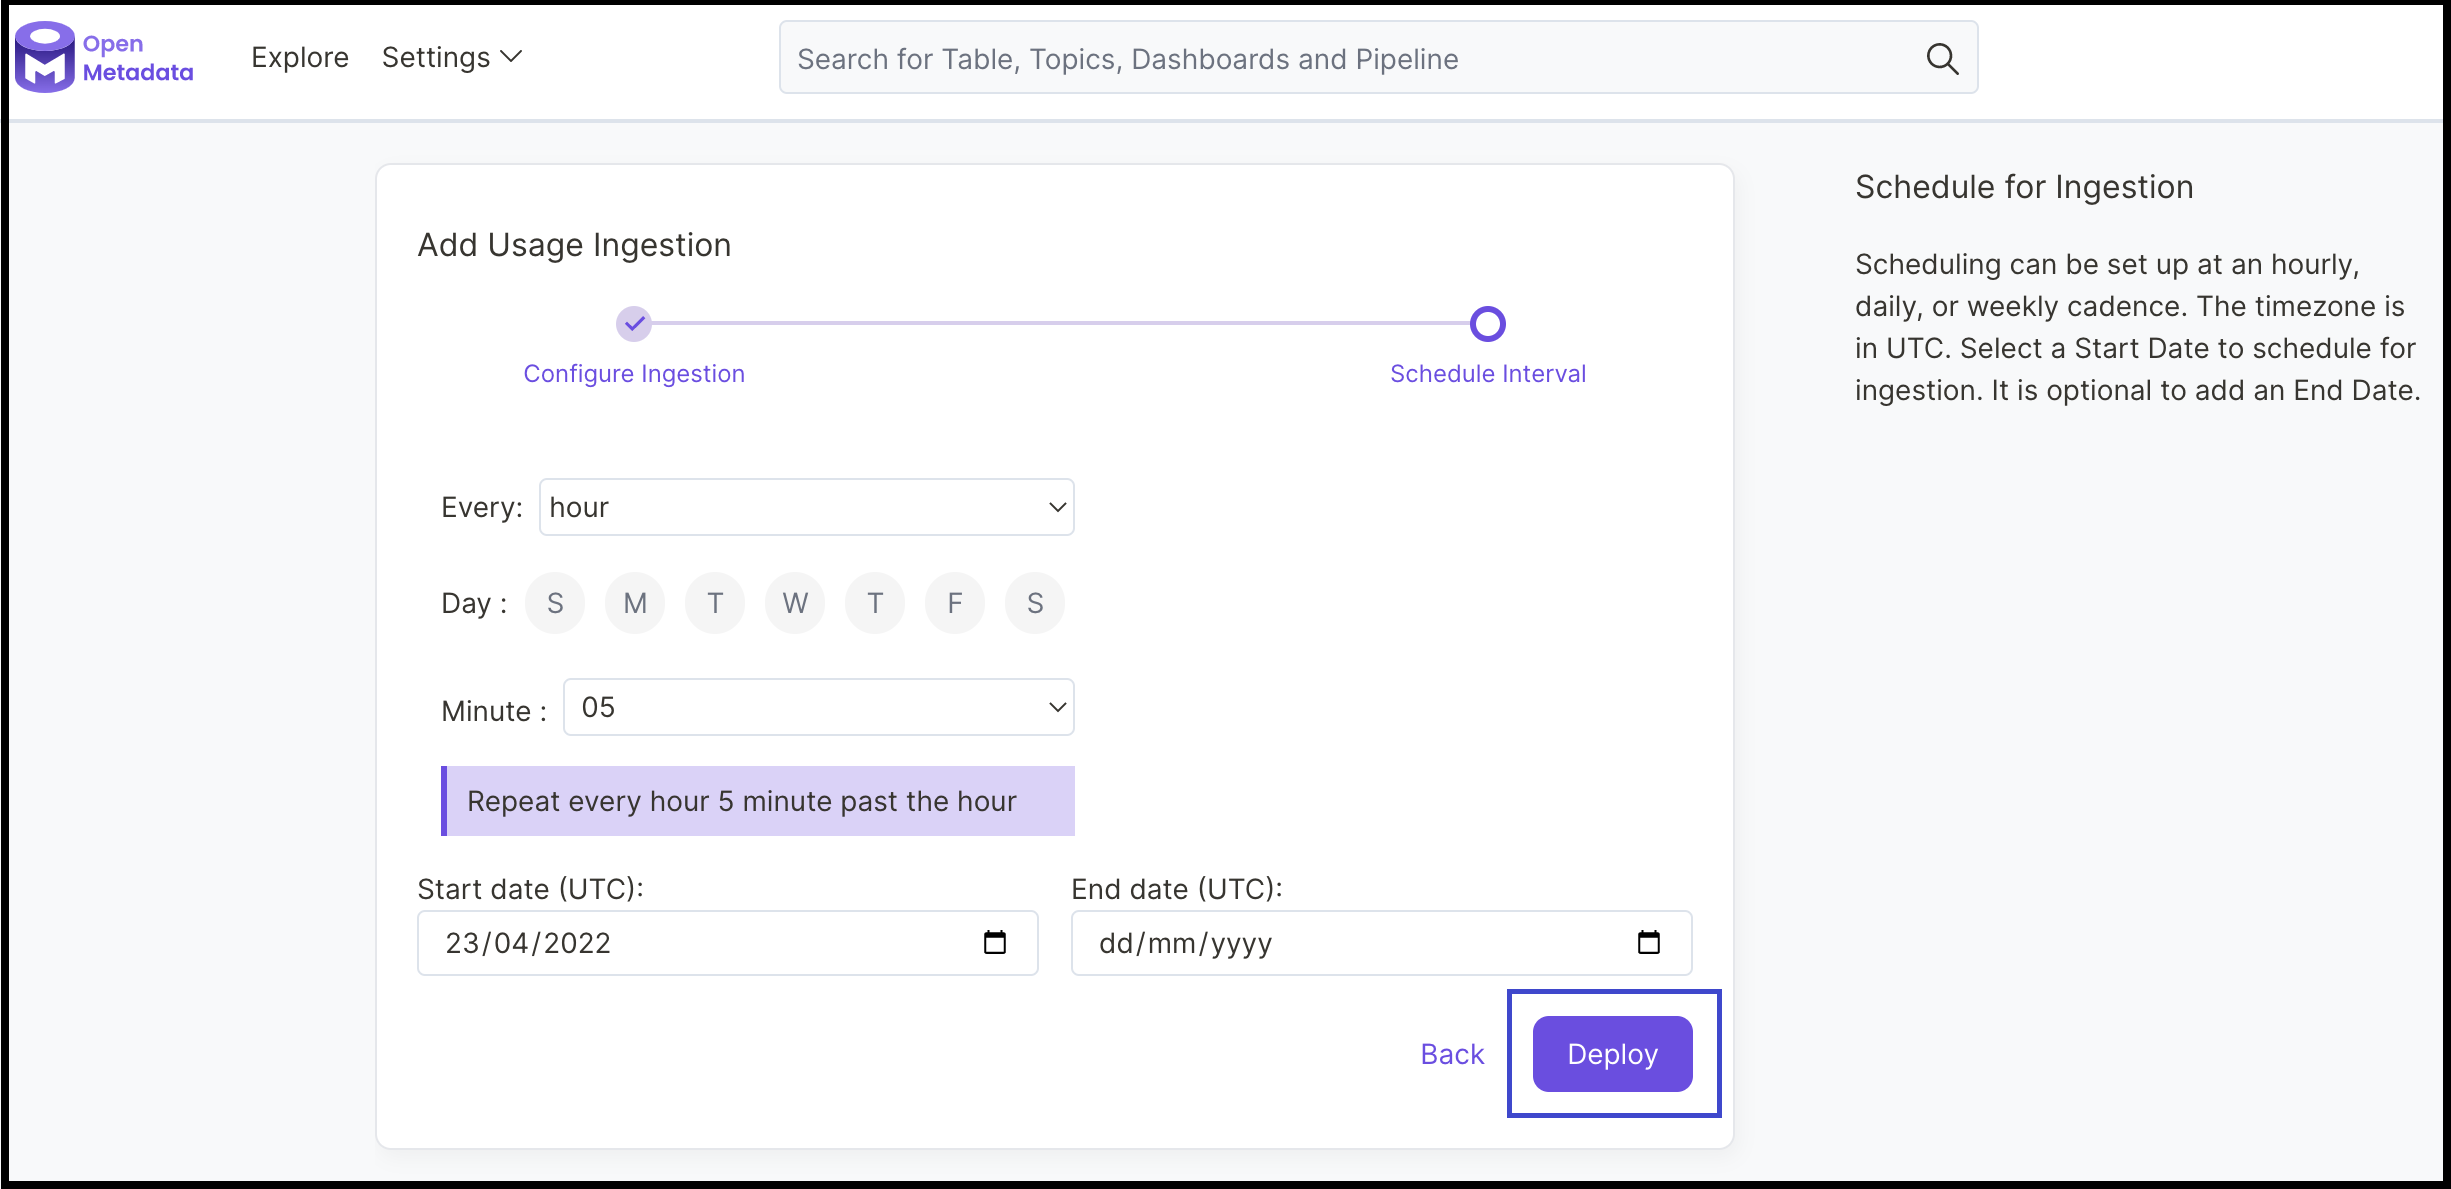 Open
Metadata
Explore
Settings
Search for Table, Topics, Dashboards and Pipeline
Add Usage Ingestion
Configure Ingestion
Schedule Interval
Every:
hour
Day :
S M T W T F S
Minute :
05
Repeat every hour 5 minute past the hour
Start date (UTC):
23/04/2022
End date (UTC):
dd/mm/yyyy
Back
Deploy
Schedule for Ingestion
Scheduling can be set up at an hourly,
daily, or weekly cadence. The timezone is
in UTC. Select a Start Date to schedule for
ingestion. It is optional to add an End Date.